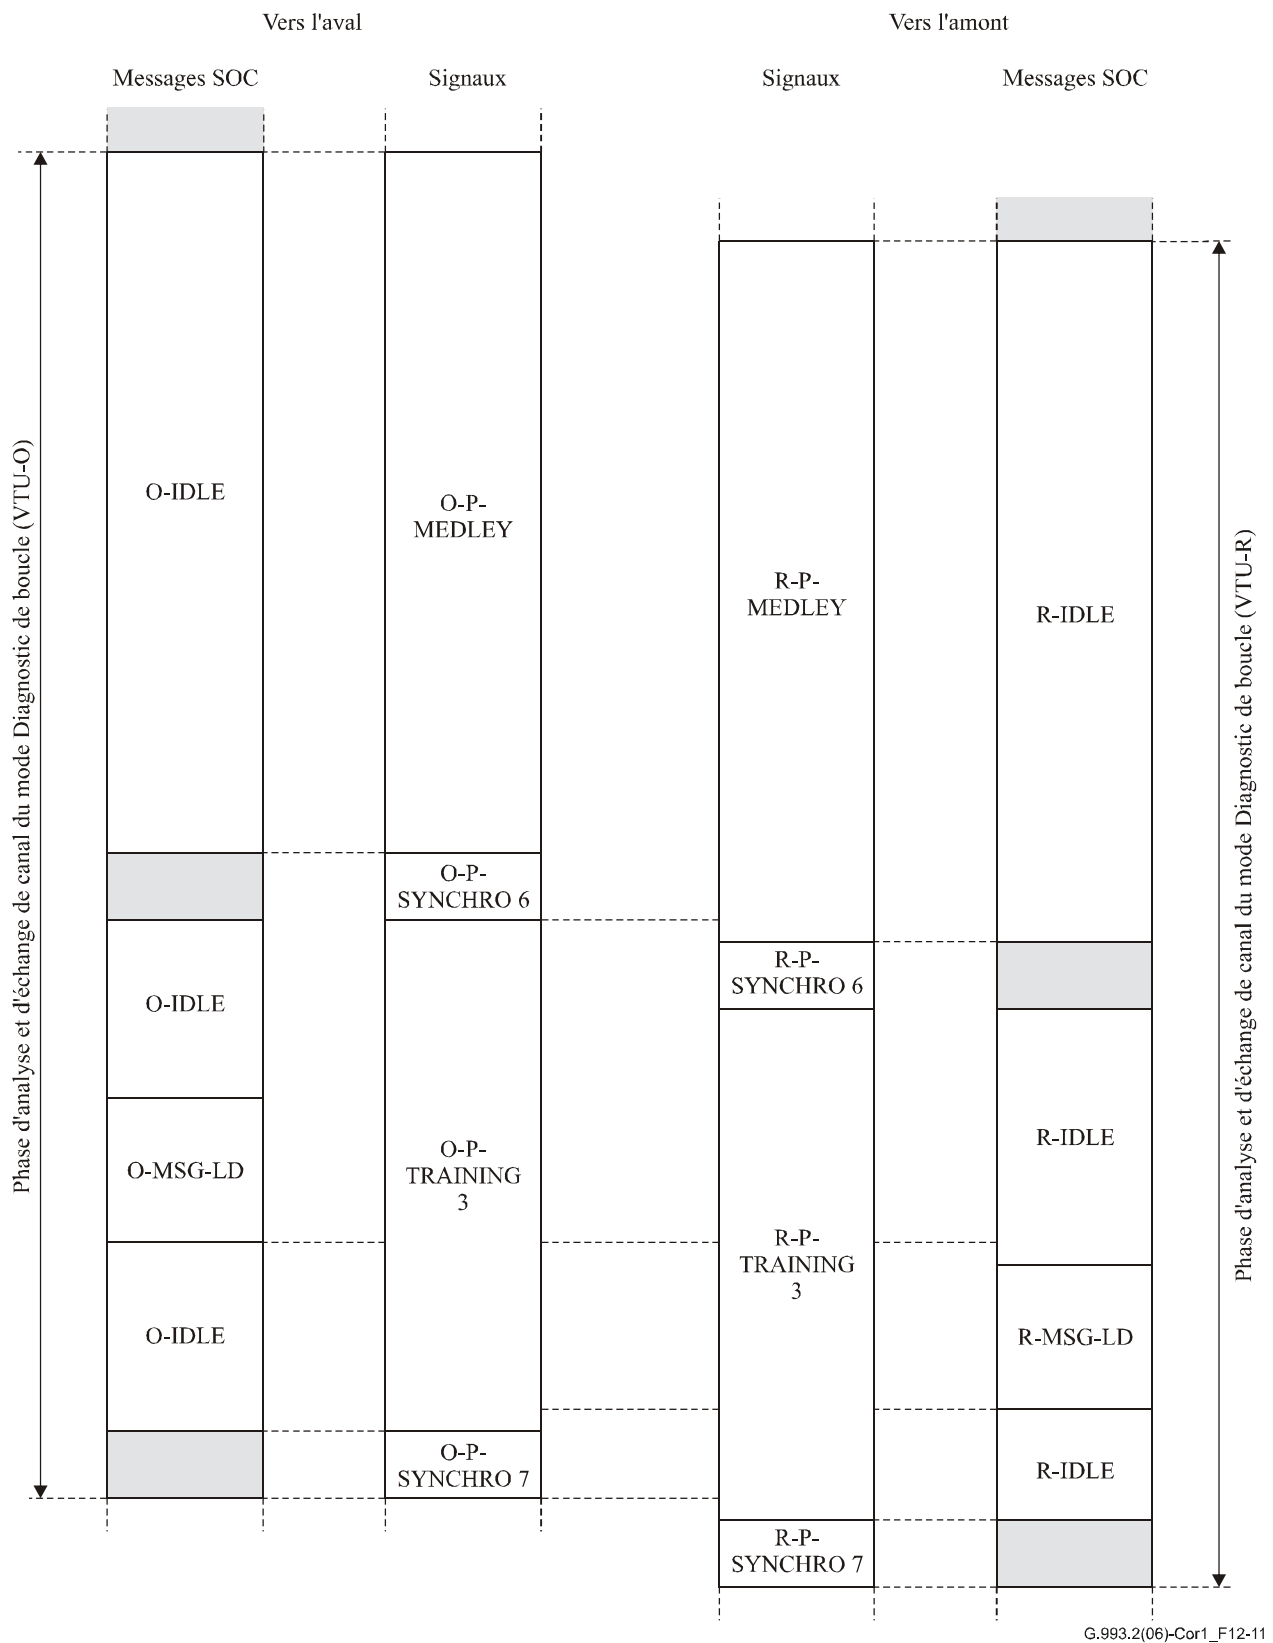 Vers l'aval
Vers l'amont
Messages SOC
Signaux
Signaux
Messages SOC
Phase d'analyse et d'échange de canal du mode Diagnostic de boucle (VTU-O)
O-IDLE
O-P-
MEDLEY
R-P-
MEDLEY
R-IDLE
Phase d'analyse et d'échange de canal du mode Diagnostic de boucle (VTU-R)
O-P-
SYNCHRO 6
R-P-
SYNCHRO 6
O-IDLE
O-MSG-LD
O-P-
TRAINING
3
R-IDLE
R-P-
TRAINING
3
O-IDLE
R-MSG-LD
O-P-
SYNCHRO 7
R-IDLE
R-P-
SYNCHRO 7
G.993.2(06)-Cor1_F12-11